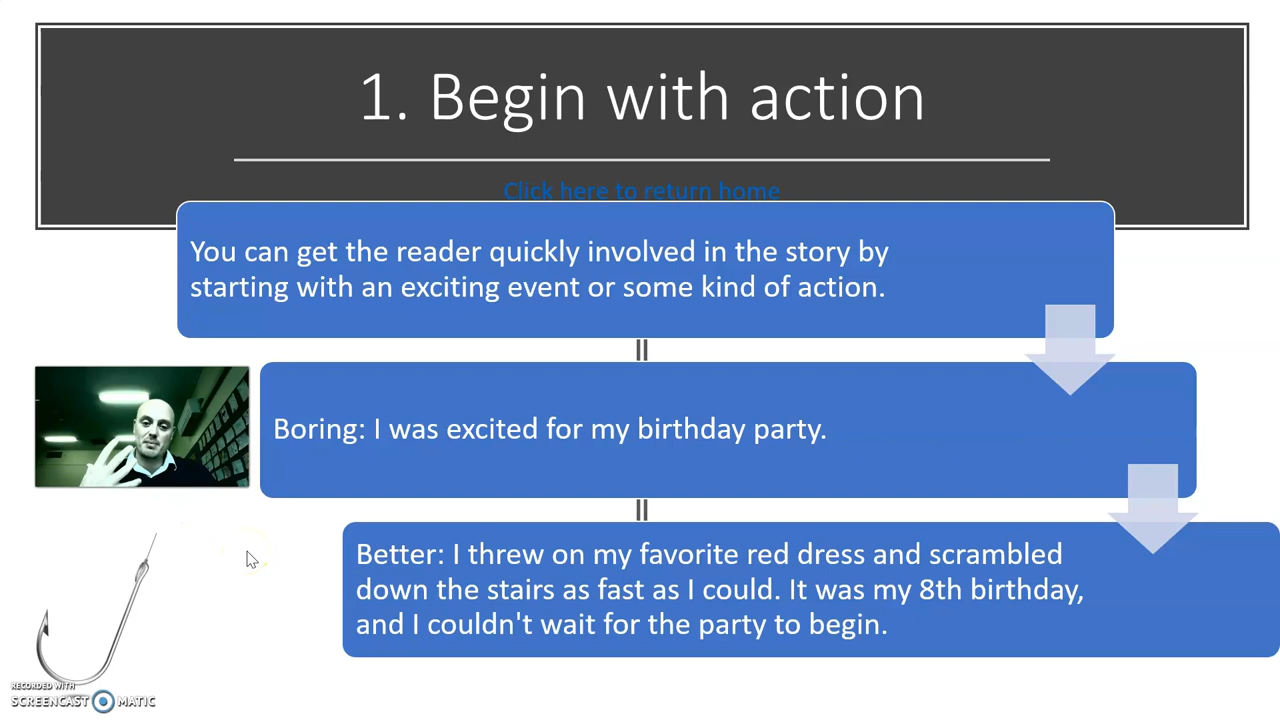 1. Begin with action
Click here to return home
You can get the reader quickly involved in the story by
starting with an exciting event or some kind of action.
Boring: I was excited for my birthday party.
Better: I threw on my favorite red dress and scrambled
down the stairs as fast as I could. It was my 8th birthday,
and I couldn't wait for the party to begin.
RECORDED WITH
SCREENCAST MATIC